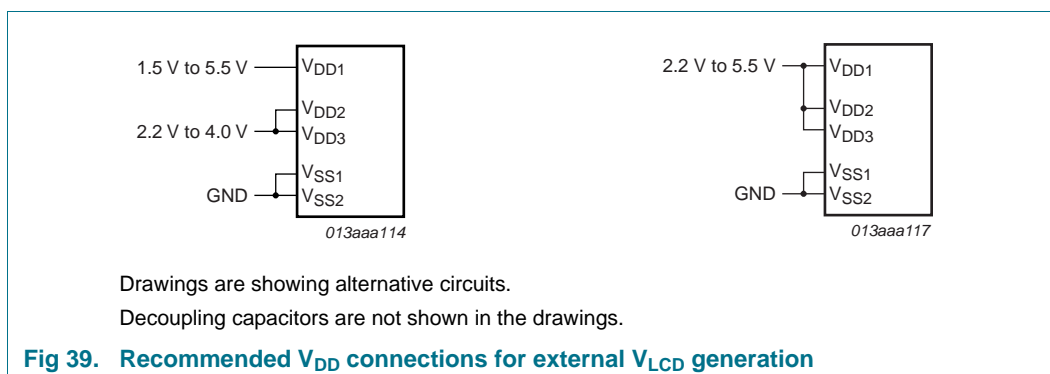 1.5 V to 5.5 V
VDD1
VDD2
2.2 V to 4.0 V
VDD3
VSS1
GND
VSS2
013aaa114
2.2 V to 5.5 V
VDD1
VDD2
VDD3
VSS1
GND
VSS2
013aaa117
Drawings are showing alternative circuits.
Decoupling capacitors are not shown in the drawings.
Fig 39. Recommended VDD connections for external VLCD generation